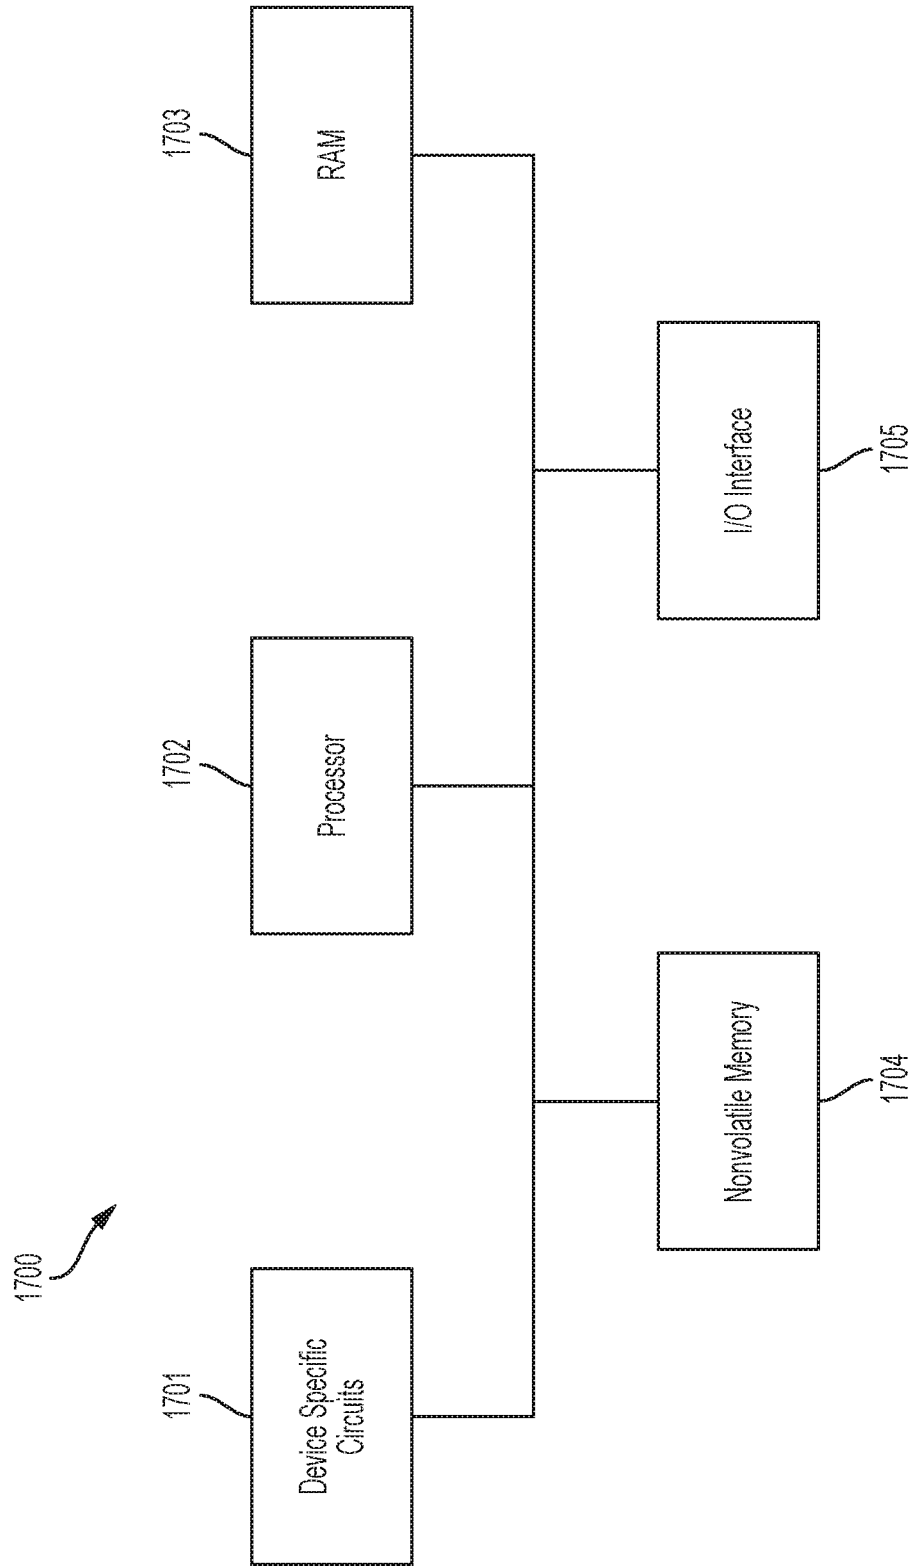 1700
1701
Device Specific
Circuits
1702
Processor
1703
RAM
Nonvolatile Memory
1704
I/O Interface
1705